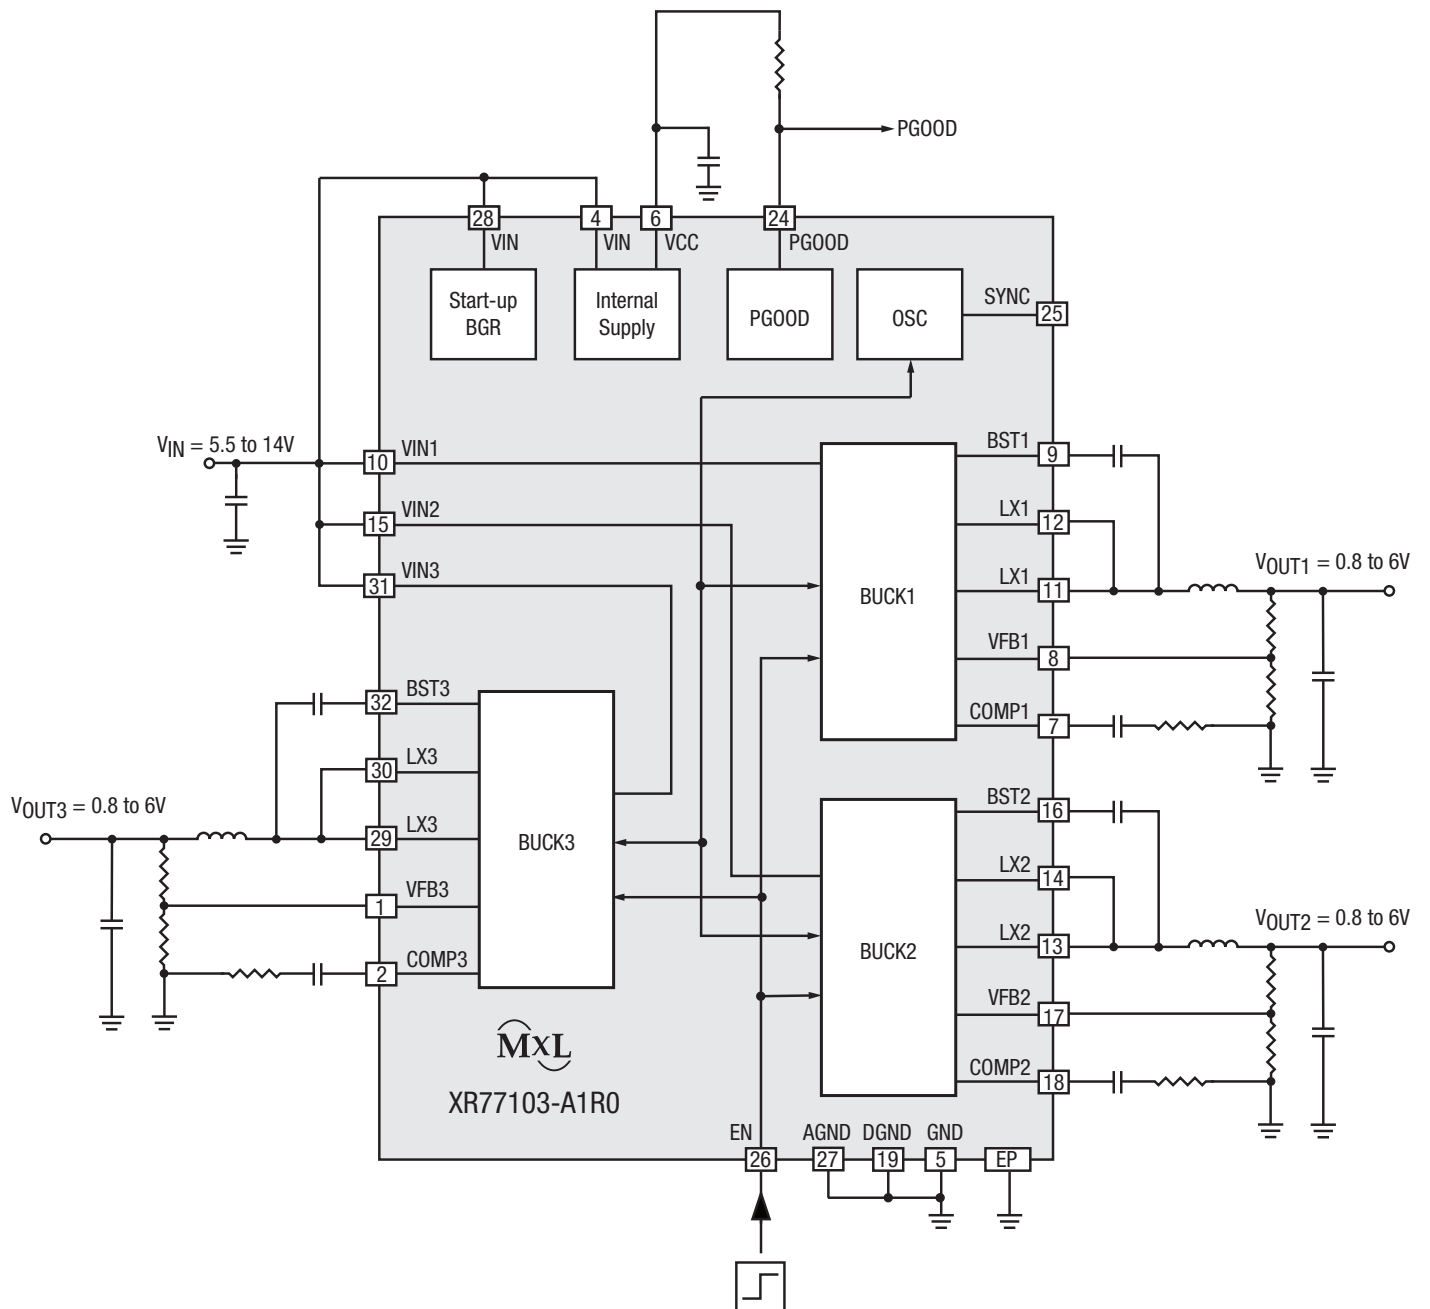 PGOOD
28
4
6
24
VIN
VIN
VCC
PGOOD
Start-up
BGR
Internal
Supply
PGOOD
OSC
SYNC
25
VIN = 5.5 to 14V
10
VIN1
15
VIN2
31
VIN3
BUCK1
BST1
9
LX1
12
LX1
11
VFB1
8
COMP1
7
VOUT1 = 0.8 to 6V
32
BST3
30
LX3
29
LX3
1
VFB3
2
COMP3
VOUT3 = 0.8 to 6V
BUCK3
BUCK2
BST2
16
LX2
14
LX2
13
VFB2
17
COMP2
18
VOUT2 = 0.8 to 6V
MXL
XR77103-A1R0
EN
AGND
DGND
GND
26
27
19
5
EP